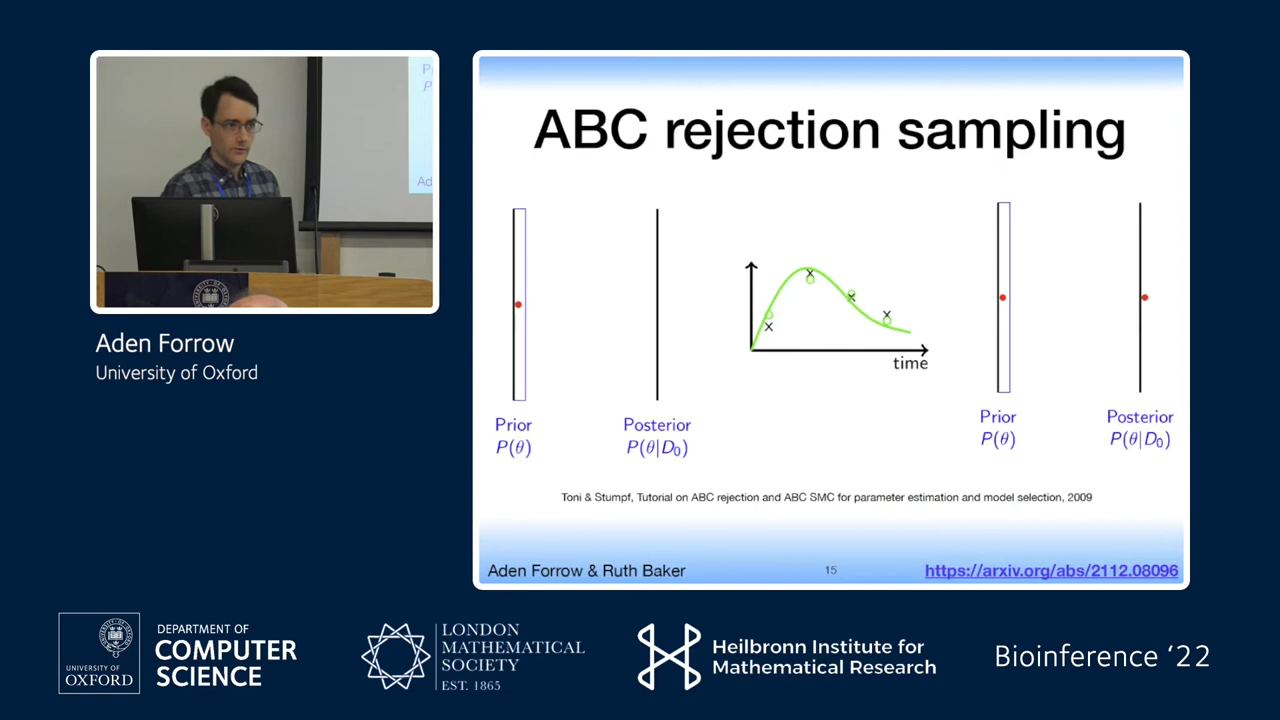 ABC rejection sampling
Prior
P(θ)
Posterior
P(θ|D₀)
time
Prior
P(θ)
Posterior
P(θ|D₀)
Toni & Stumpf, Tutorial on ABC rejection and ABC SMC for parameter estimation and model selection, 2009
Aden Forrow & Ruth Baker
15
https://arxiv.org/abs/2112.08096
Aden Forrow
University of Oxford
UNIVERSITY OF
OXFORD
DEPARTMENT OF
COMPUTER
SCIENCE
LONDON
MATHEMATICAL
SOCIETY
EST. 1865
Heilbronn Institute for
Mathematical Research
Bioinference ‘22